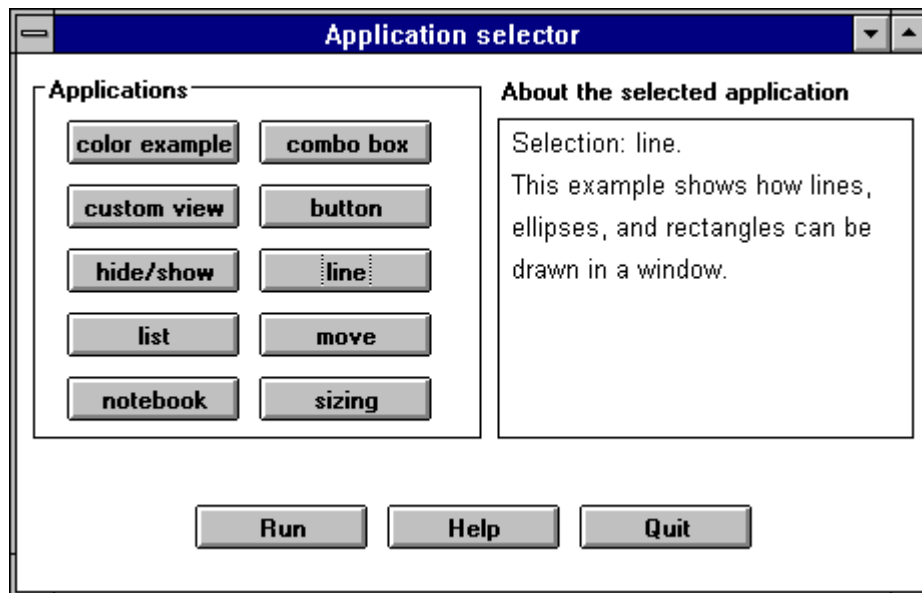 Application selector
Applications
color example
combo box
custom view
button
hide/show
line
list
move
notebook
sizing
About the selected application
Selection: line.
This example shows how lines,
ellipses, and rectangles can be
drawn in a window.
Run
Help
Quit